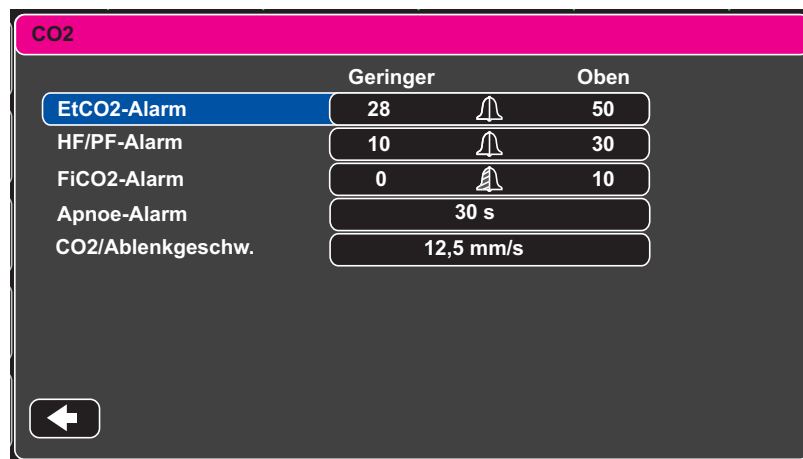 CO2
Geringer Oben
EtCO2-Alarm 28 50
HF/PF-Alarm 10 30
FiCO2-Alarm 0 10
Apnoe-Alarm 30 s
CO2/Ablenkgeschw. 12,5 mm/s